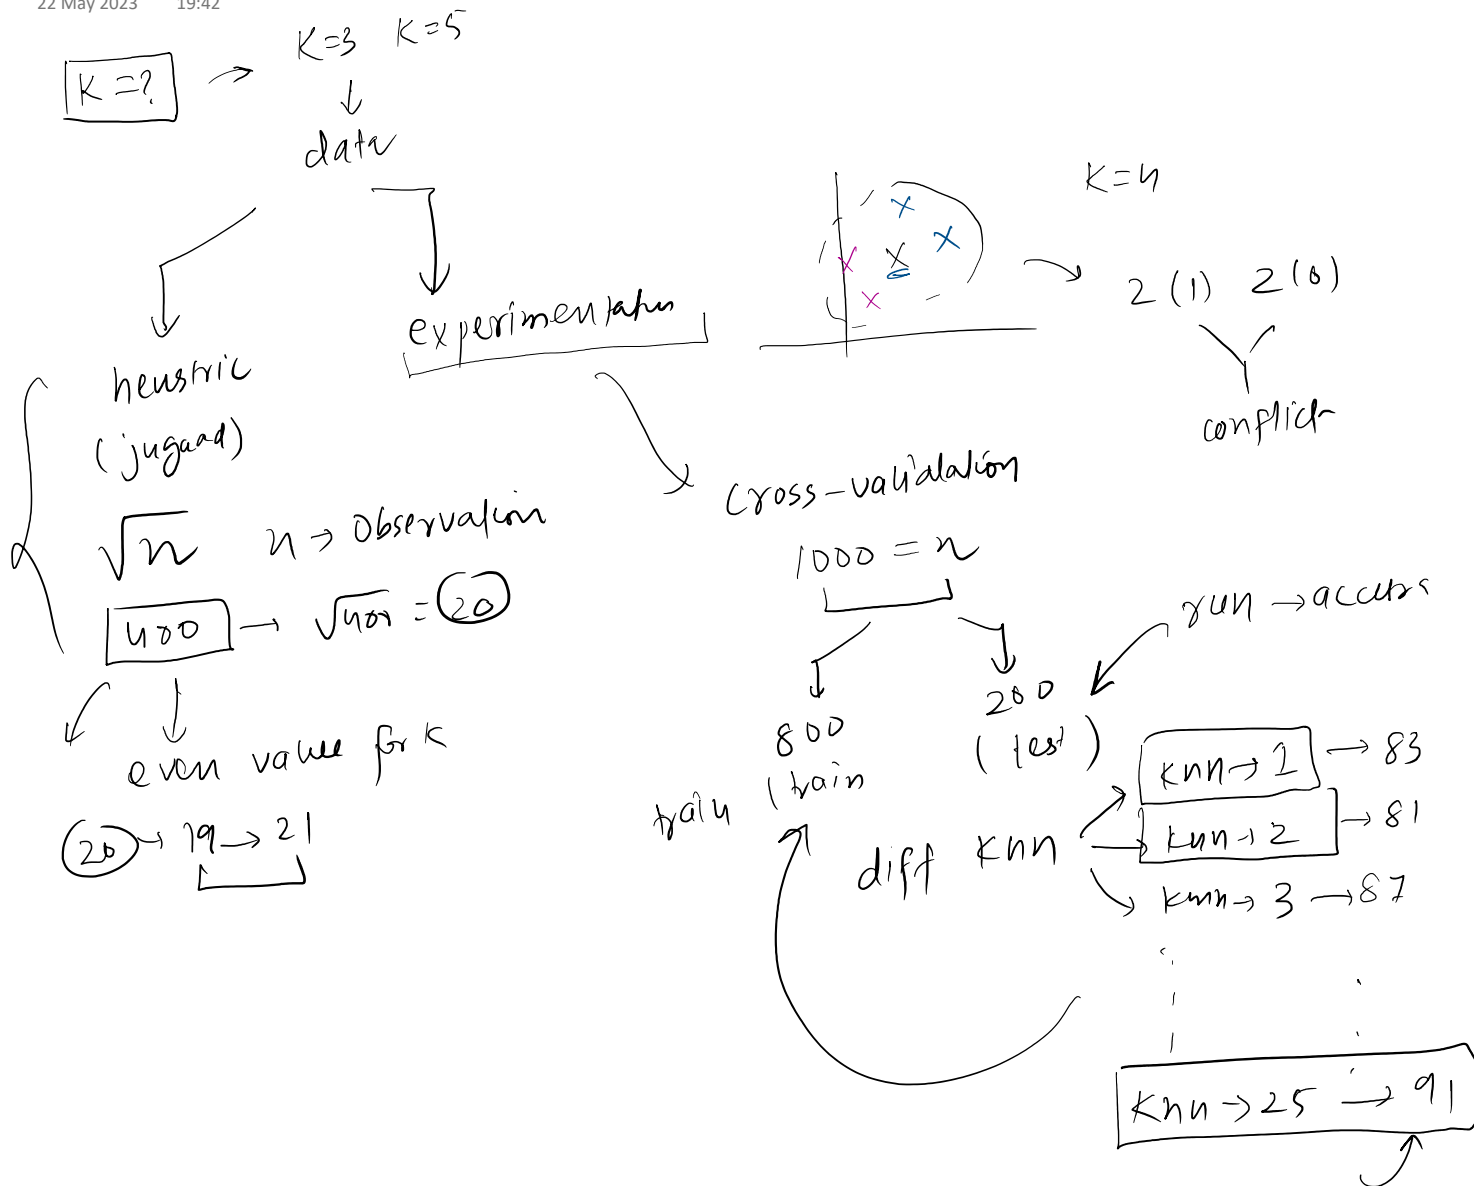 22 May 2023 19:42
K=? → K=3 K=5
↓
data
heustric
(jugaad)
√n n → Observation
400 → √400 = 20
even value for k
20 → 19 → 21
experimentation
K=4
2 (1) 2 (0)
conflict
cross-validation
1000 = n
800
(train
train
200
(test)
run → accura
diff Knn
Knn → 1 → 83
Knn → 2 → 81
Knn → 3 → 87
Knn → 25 → 91